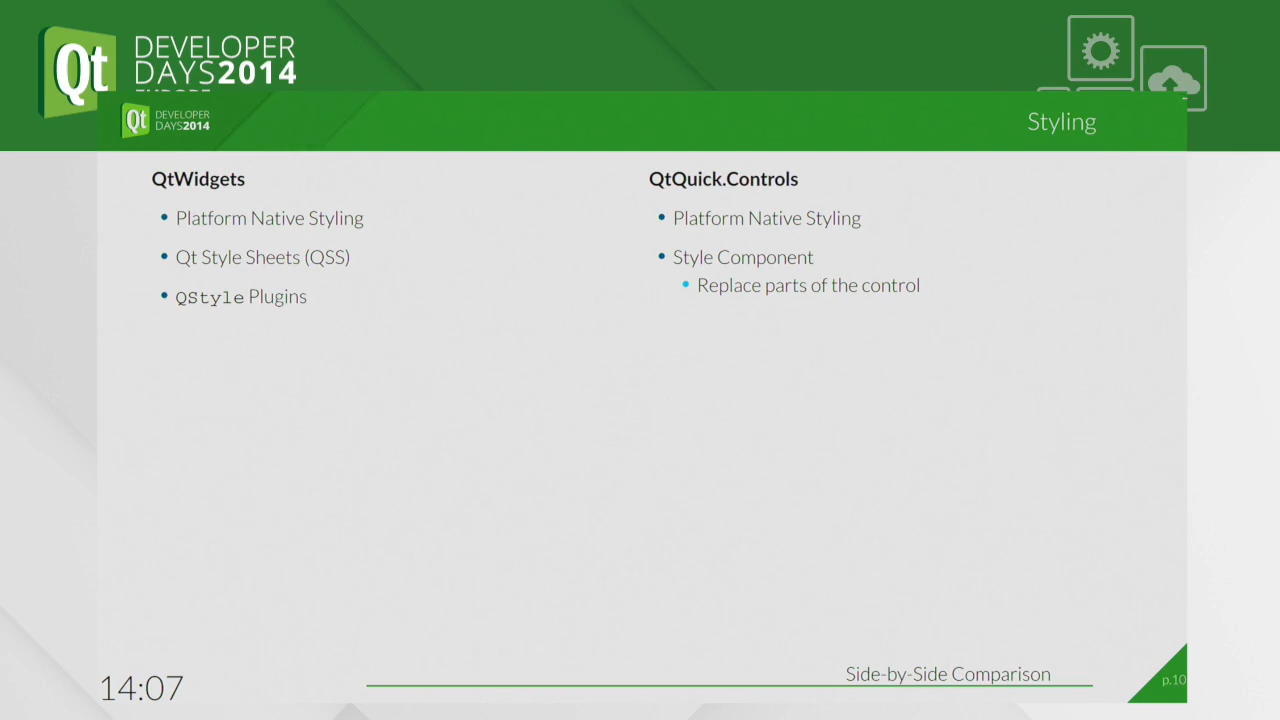 Qt DEVELOPER
DAYS2014
EUROPE
Qt DEVELOPER
DAYS2014
Styling
QtWidgets
• Platform Native Styling
• Qt Style Sheets (QSS)
• QStyle Plugins
QtQuick.Controls
• Platform Native Styling
• Style Component
• Replace parts of the control
14:07
Side-by-Side Comparison
p.10